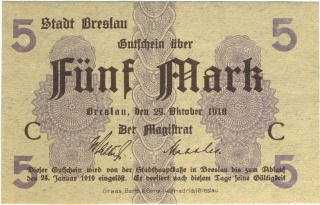 5 Stadt Breslau 5
Gutschein über
Fünf Mark
Breslau, den 29. Oktober 1918
C Der Magistrat C
Dieser Gutschein wird von der Stadthauptkasse in Breslau bis zum Ablauf
5 des 28. Januar 1919 eingelöst. Er verliert nach diesem Tage seine Gültigkeit 5